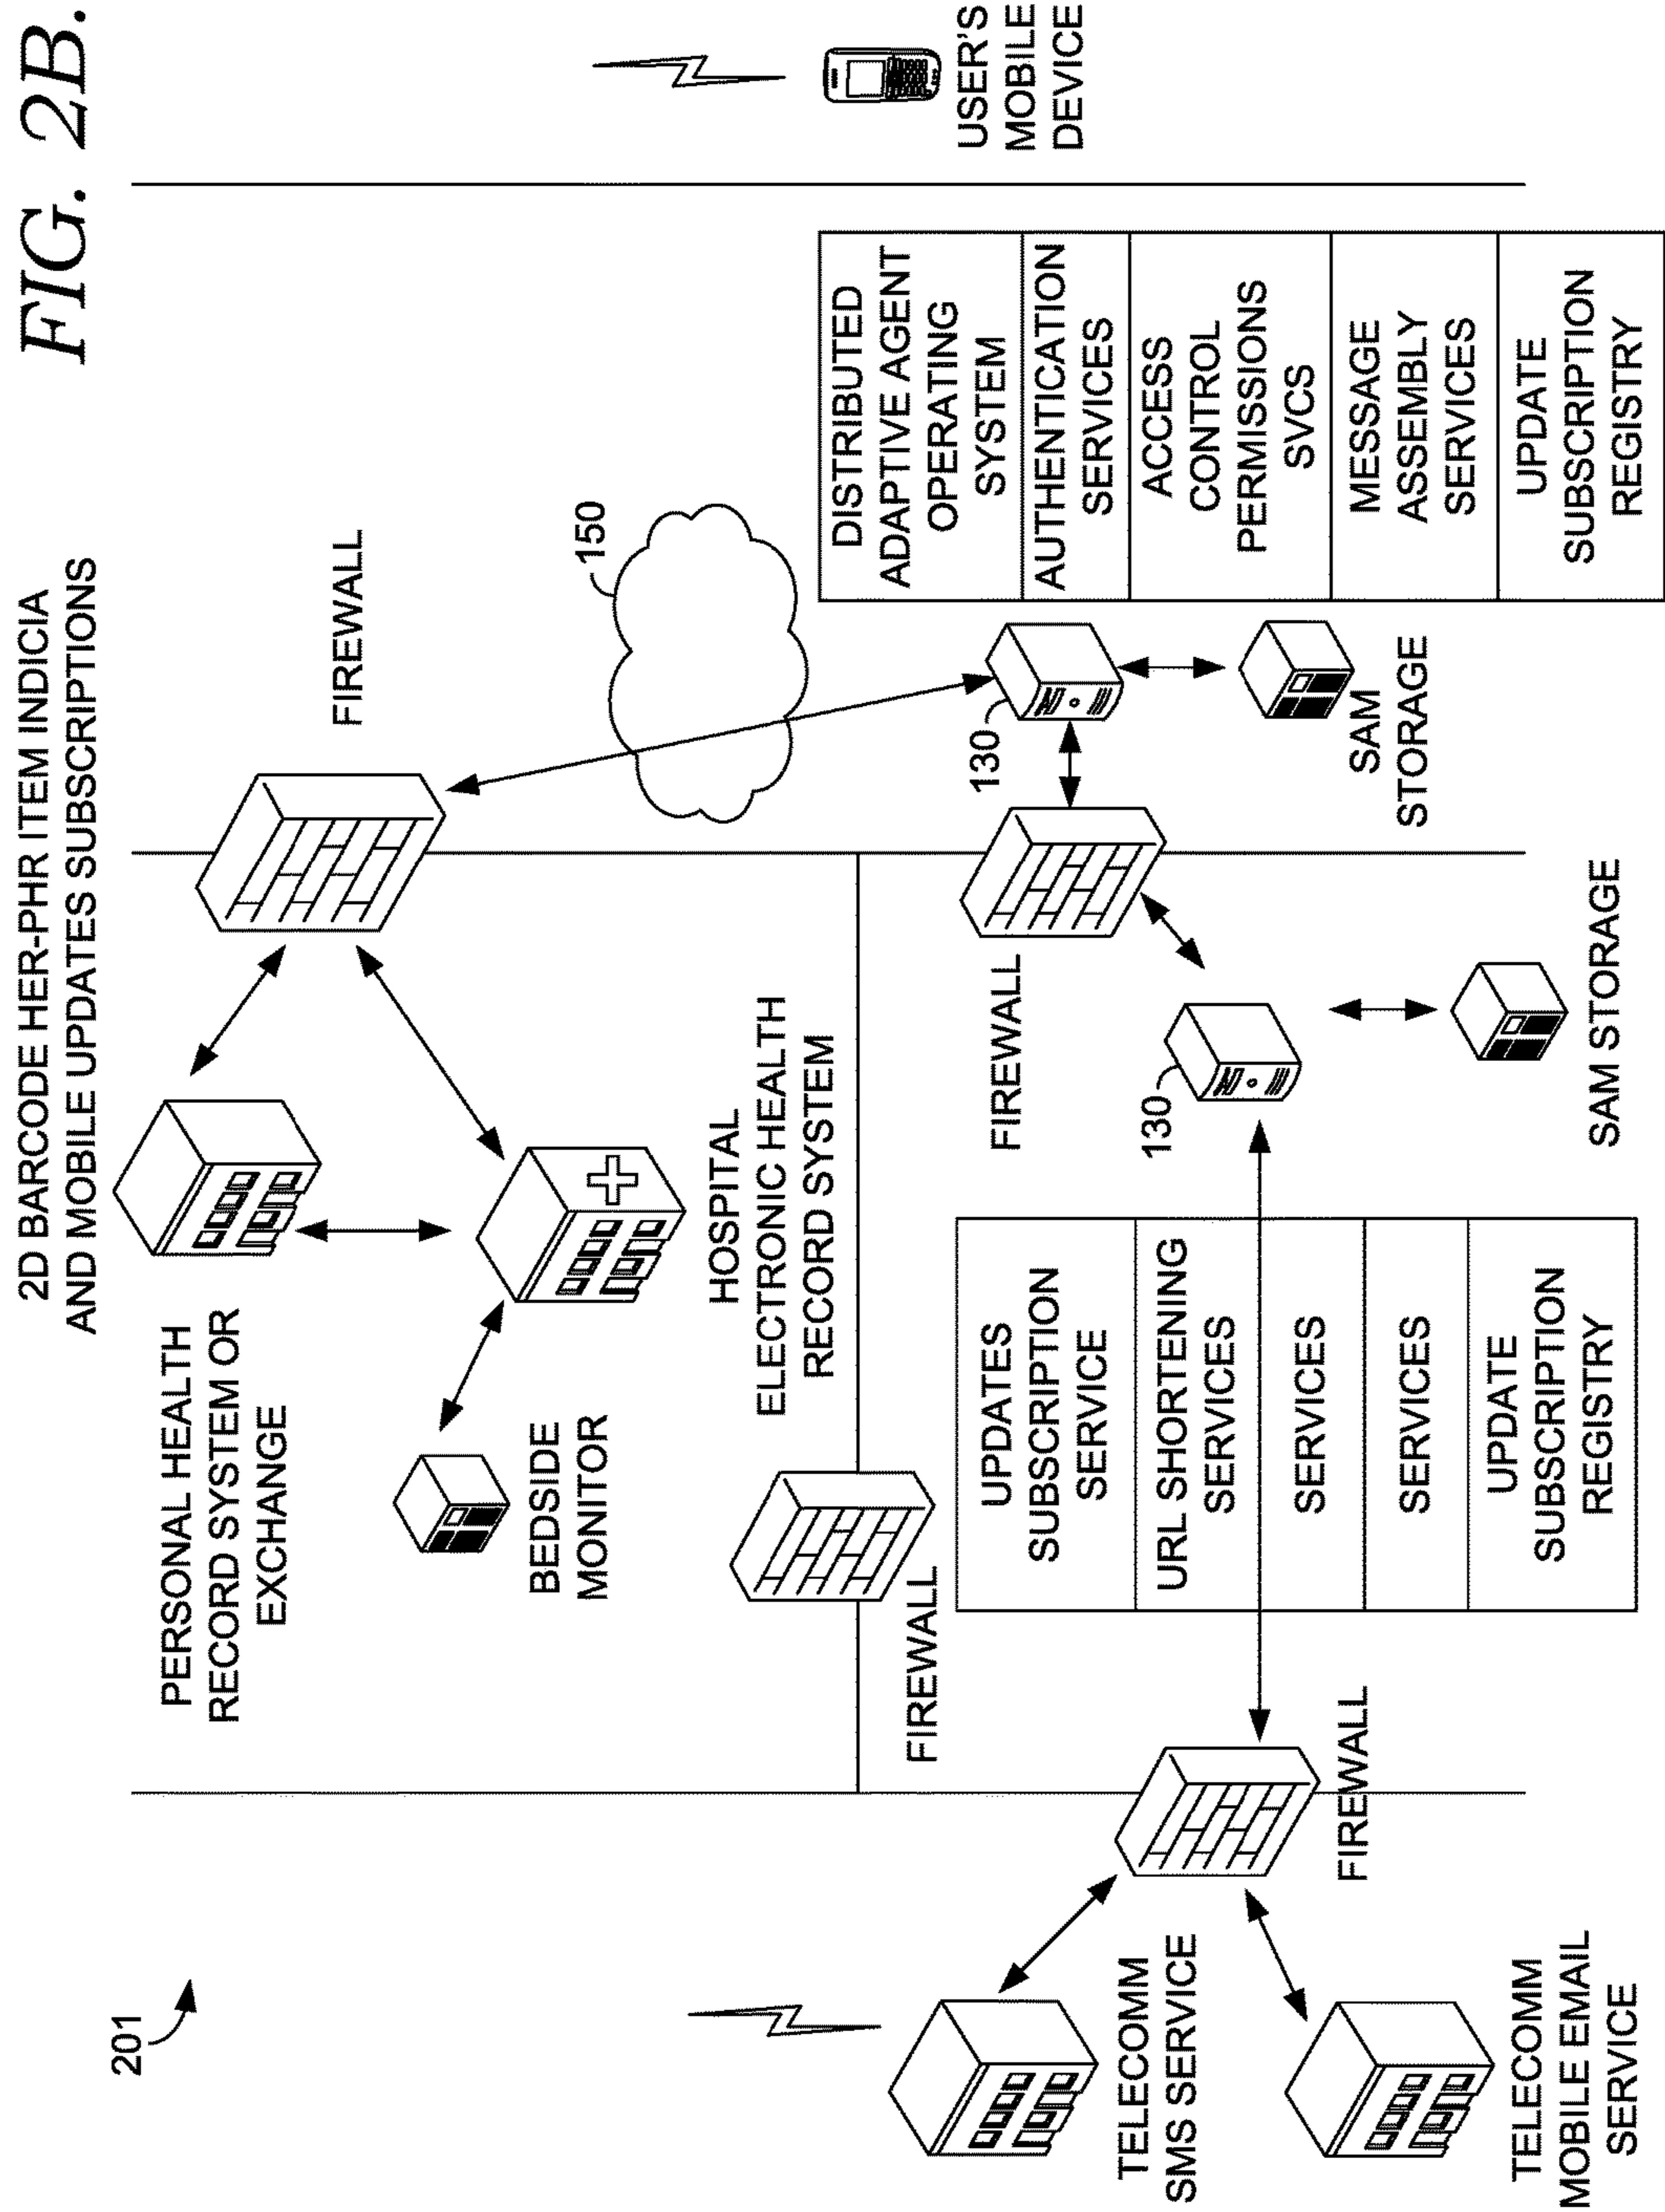 2D BARCODE HER-PHR ITEM INDICIA
AND MOBILE UPDATES SUBSCRIPTIONS
FIG. 2B.
201
PERSONAL HEALTH
RECORD SYSTEM OR
EXCHANGE
FIREWALL
BEDSIDE
MONITOR
HOSPITAL
ELECTRONIC HEALTH
RECORD SYSTEM
150
USER'S
MOBILE
DEVICE
FIREWALL
FIREWALL
130
DISTRIBUTED
ADAPTIVE AGENT
OPERATING
SYSTEM
AUTHENTICATION
SERVICES
ACCESS
CONTROL
PERMISSIONS
SVCS
MESSAGE
ASSEMBLY
SERVICES
UPDATE
SUBSCRIPTION
REGISTRY
SAM
STORAGE
UPDATES
SUBSCRIPTION
SERVICE
URL SHORTENING
SERVICES
SERVICES
SERVICES
UPDATE
SUBSCRIPTION
REGISTRY
130
SAM STORAGE
TELECOMM
SMS SERVICE
FIREWALL
TELECOMM
MOBILE EMAIL
SERVICE